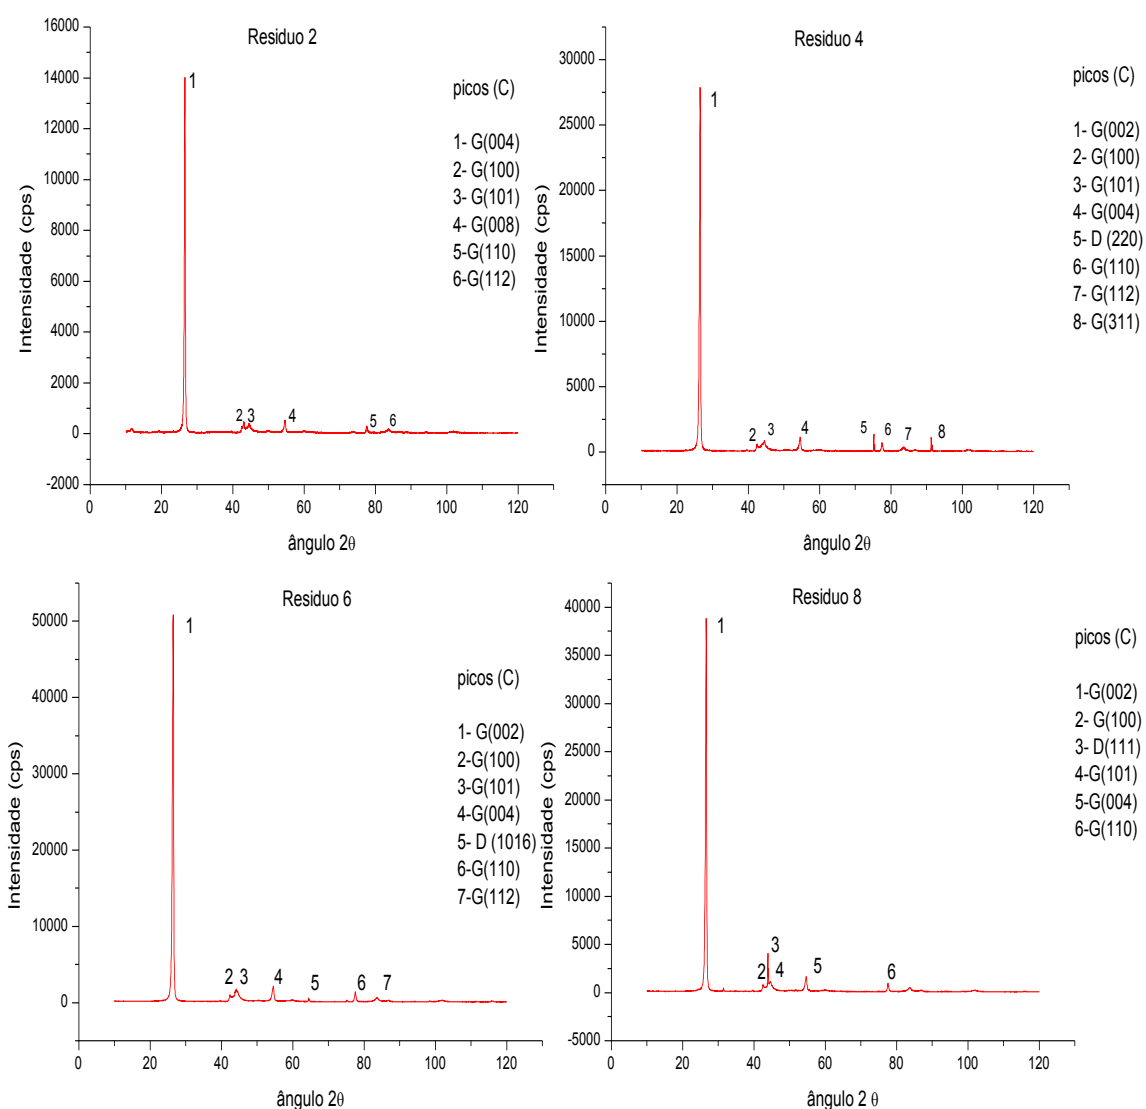 Residuo 2
picos (C)
1- G(004)
2- G(100)
3- G(101)
4- G(008)
5-G(110)
6-G(112)
Intensidade (cps)
16000
14000
12000
10000
8000
6000
4000
2000
0
-2000
1
2 3 4 5 6
0 20 40 60 80 100 120
ângulo 2θ
Residuo 4
picos (C)
1- G(002)
2- G(100)
3- G(101)
4- G(004)
5- D (220)
6- G(110)
7- G(112)
8- G(311)
Intensidade (cps)
30000
25000
20000
15000
10000
5000
0
1
2 3 4 5 6 7 8
0 20 40 60 80 100 120
ângulo 2θ
Residuo 6
picos (C)
1- G(002)
2-G(100)
3-G(101)
4-G(004)
5- D (1016)
6-G(110)
7-G(112)
Intensidade (cps)
50000
40000
30000
20000
10000
0
1
2 3 4 5 6 7
0 20 40 60 80 100 120
ângulo 2θ
Residuo 8
picos (C)
1-G(002)
2- G(100)
3- D(111)
4-G(101)
5-G(004)
6-G(110)
Intensidade (cps)
40000
35000
30000
25000
20000
15000
10000
5000
0
-5000
1
3
2 4 5 6
0 20 40 60 80 100 120
ângulo 2 θ